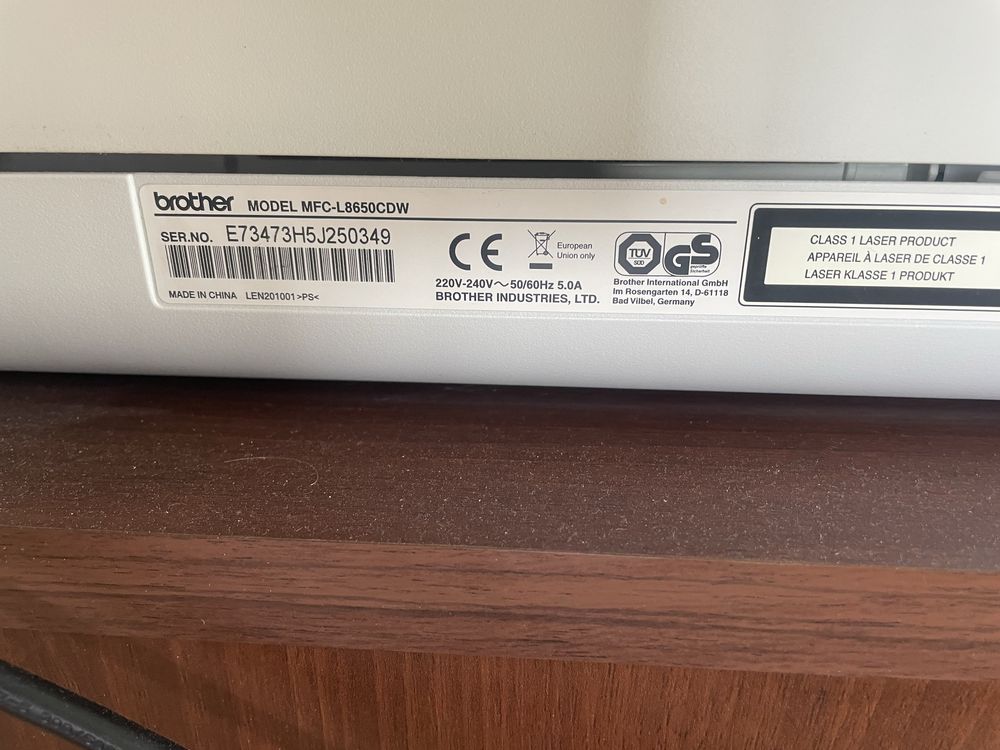 brother MODEL MFC-L8650CDW
SER.NO. E73473H5J250349
MADE IN CHINA LEN201001 >PS<
CE
European
Union only
220V-240V～50/60Hz 5.0A
BROTHER INDUSTRIES, LTD.
TÜV
SÜD
GS
geprüfte
Sicherheit
Brother International GmbH
Im Rosengarten 14, D-61118
Bad Vilbel, Germany
CLASS 1 LASER PRODUCT
APPAREIL À LASER DE CLASSE 1
LASER KLASSE 1 PRODUKT